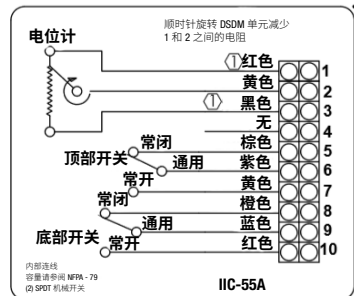 顺时针旋转 DSDM 单元减少
1 和 2 之间的电阻
电位计
①红色 1
黄色 2
① 黑色 3
无 4
常闭 棕色 5
顶部开关 通用 紫色 6
常开 黄色 7
常闭 橙色 8
通用 蓝色 9
底部开关 常开 红色 10
内部连线
容量请参阅 NFPA - 79
(2) SPDT 机械开关
IIC-55A